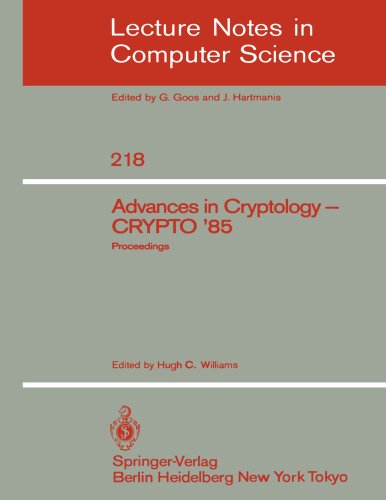 Lecture Notes in
Computer Science
Edited by G. Goos and J. Hartmanis
218
Advances in Cryptology –
CRYPTO '85
Proceedings
Edited by Hugh C. Williams
Springer-Verlag
Berlin Heidelberg New York Tokyo